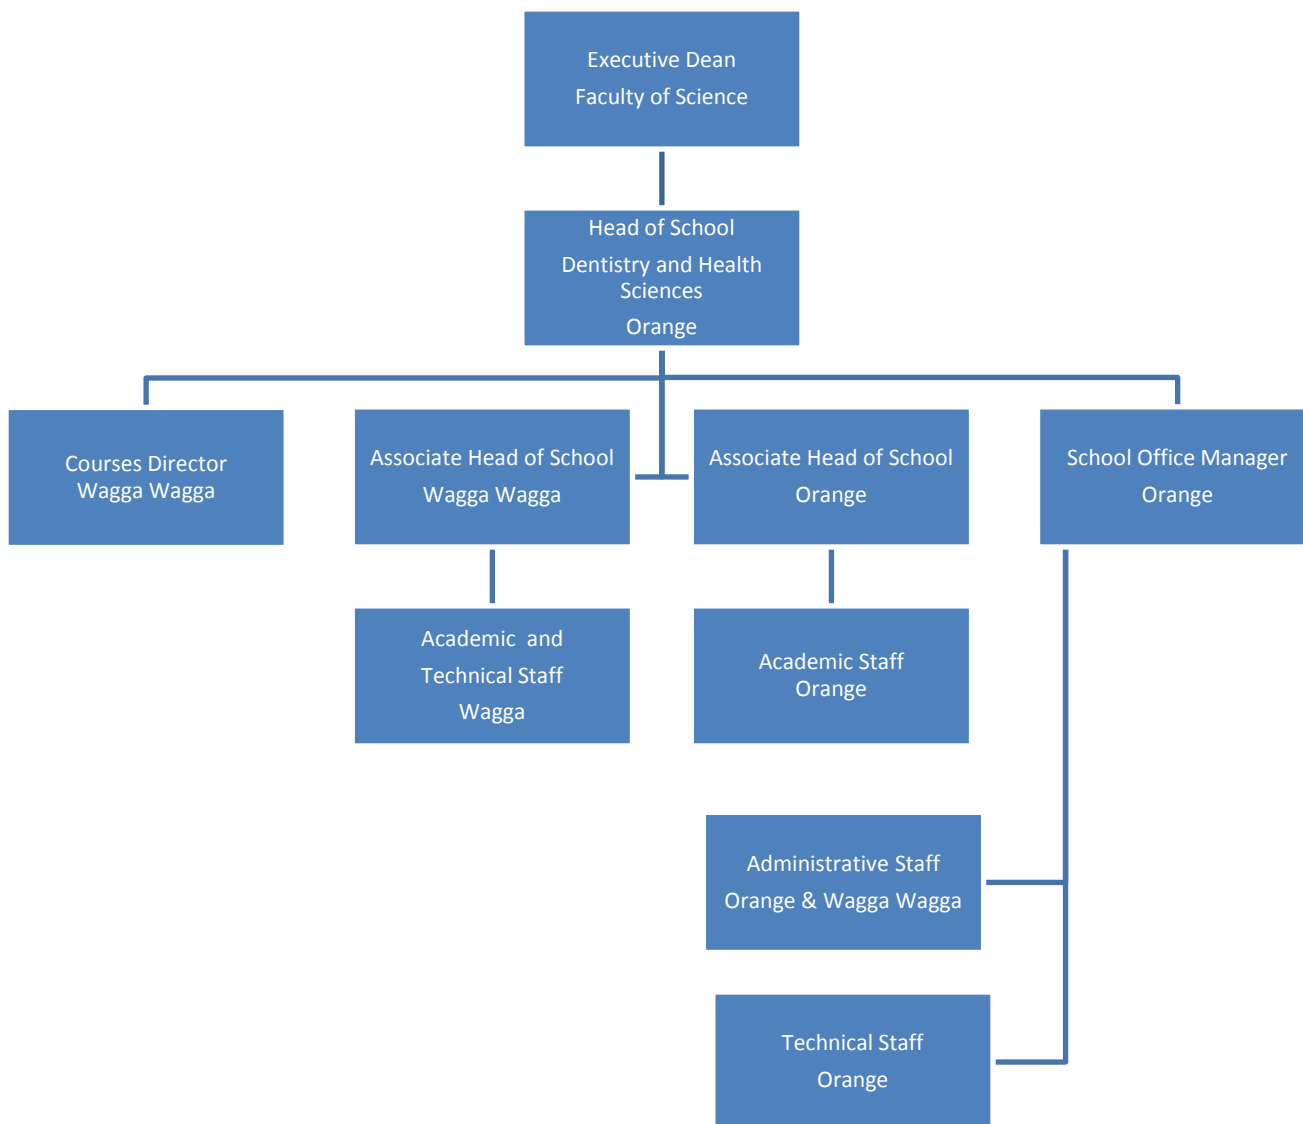 Executive Dean
Faculty of Science
Head of School
Dentistry and Health
Sciences
Orange
Courses Director
Wagga Wagga
Associate Head of School
Wagga Wagga
Associate Head of School
Orange
School Office Manager
Orange
Academic and
Technical Staff
Wagga
Academic Staff
Orange
Administrative Staff
Orange & Wagga Wagga
Technical Staff
Orange